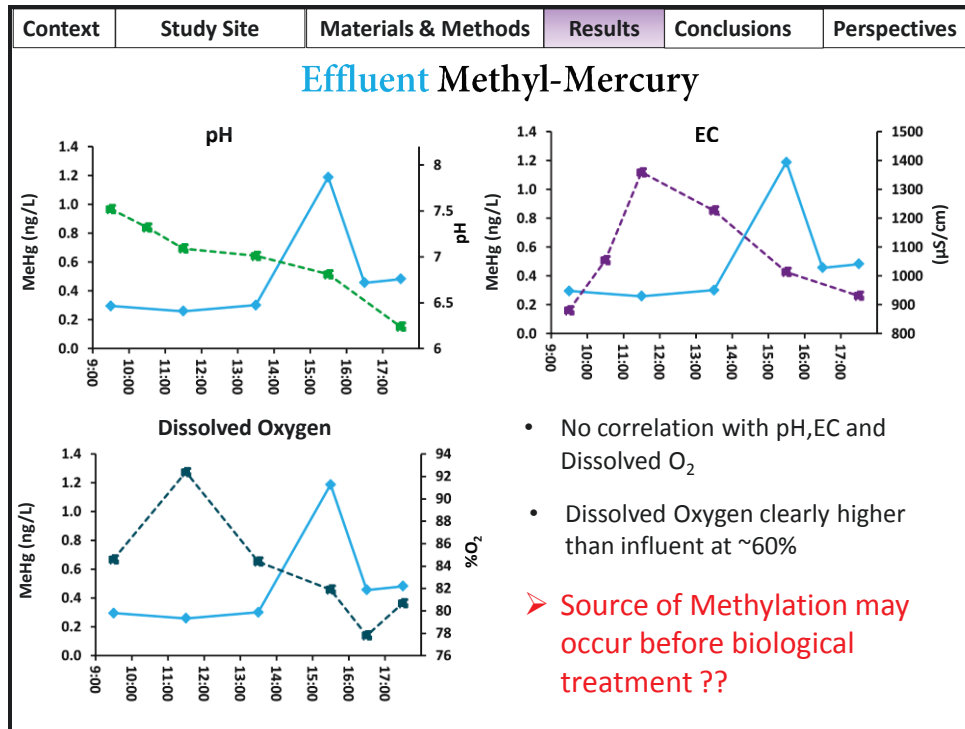 Context Study Site Materials & Methods Results Conclusions Perspectives
Effluent Methyl-Mercury
pH
MeHg (ng/L)
1.4
1.2
1.0
0.8
0.6
0.4
0.2
0.0
8
7.5
7
6.5
6
pH
9:00 10:00 11:00 12:00 13:00 14:00 15:00 16:00 17:00
EC
MeHg (ng/L)
1.4
1.2
1.0
0.8
0.6
0.4
0.2
0.0
1500
1400
1300
1200
1100
1000
900
800
(µS/cm)
9:00 10:00 11:00 12:00 13:00 14:00 15:00 16:00 17:00
Dissolved Oxygen
MeHg (ng/L)
1.4
1.2
1.0
0.8
0.6
0.4
0.2
0.0
94
92
90
88
86
84
82
80
78
76
%O₂
9:00 10:00 11:00 12:00 13:00 14:00 15:00 16:00 17:00
• No correlation with pH,EC and
Dissolved O₂
• Dissolved Oxygen clearly higher
than influent at ~60%
➢ Source of Methylation may
occur before biological
treatment ??